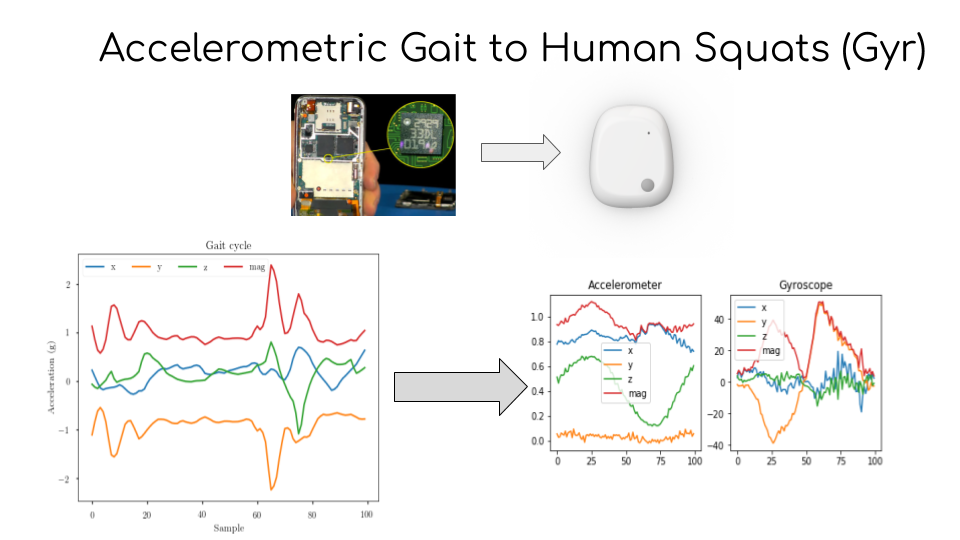 Accelerometric Gait to Human Squats (Gyr)
2929
33DL
Gait cycle
x y z mag
2
1
0
−1
−2
Acceleration (g)
0 20 40 60 80 100
Sample
Accelerometer
1.0
0.8
0.6
0.4
0.2
0.0
x
y
z
mag
0 25 50 75 100
Gyroscope
x
y
z
mag
40
20
0
−20
−40
0 25 50 75 100